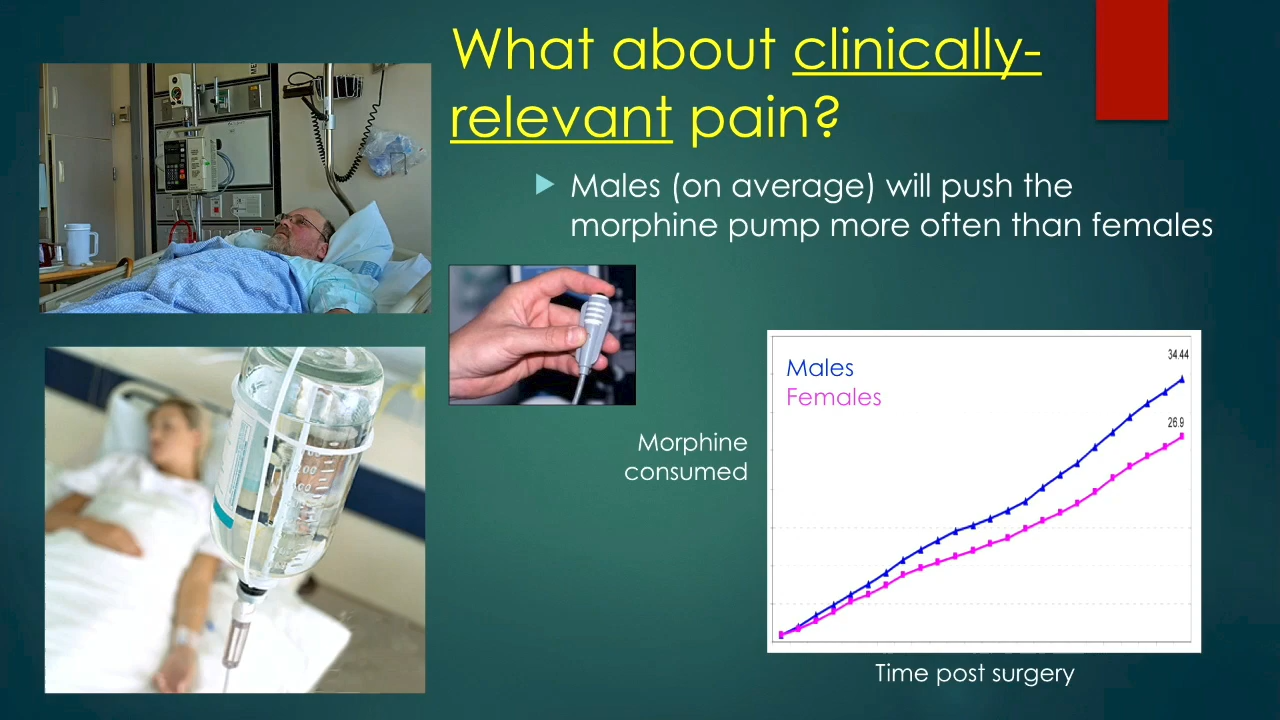 What about clinically-
relevant pain?
Males (on average) will push the
morphine pump more often than females
Males
Females
34.44
26.9
Morphine
consumed
Time post surgery